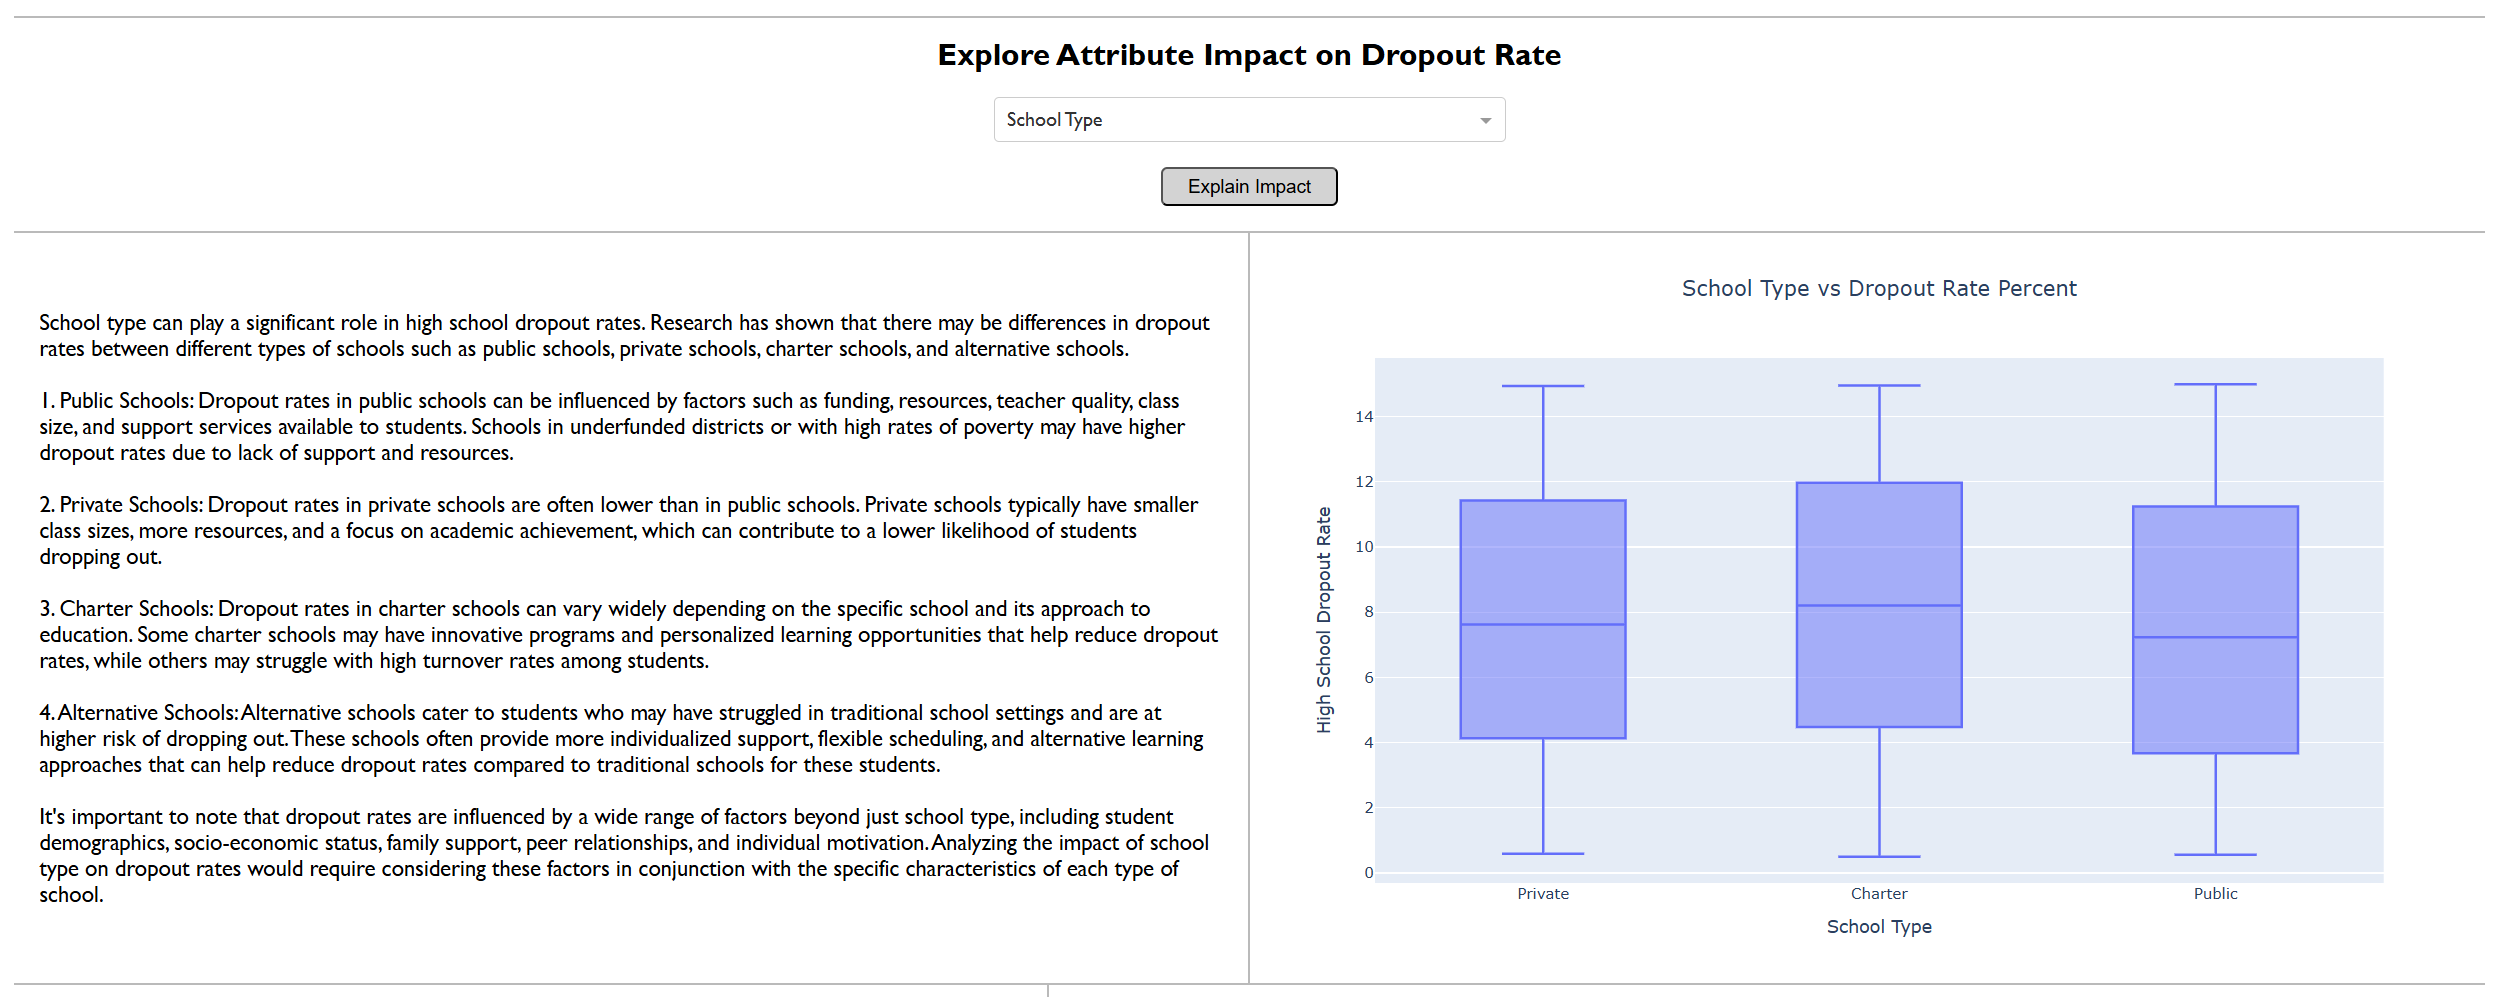 Explore Attribute Impact on Dropout Rate
School Type
Explain Impact
School type can play a significant role in high school dropout rates. Research has shown that there may be differences in dropout
rates between different types of schools such as public schools, private schools, charter schools, and alternative schools.
1. Public Schools: Dropout rates in public schools can be influenced by factors such as funding, resources, teacher quality, class
size, and support services available to students. Schools in underfunded districts or with high rates of poverty may have higher
dropout rates due to lack of support and resources.
2. Private Schools: Dropout rates in private schools are often lower than in public schools. Private schools typically have smaller
class sizes, more resources, and a focus on academic achievement, which can contribute to a lower likelihood of students
dropping out.
3. Charter Schools: Dropout rates in charter schools can vary widely depending on the specific school and its approach to
education. Some charter schools may have innovative programs and personalized learning opportunities that help reduce dropout
rates, while others may struggle with high turnover rates among students.
4. Alternative Schools: Alternative schools cater to students who may have struggled in traditional school settings and are at
higher risk of dropping out. These schools often provide more individualized support, flexible scheduling, and alternative learning
approaches that can help reduce dropout rates compared to traditional schools for these students.
It's important to note that dropout rates are influenced by a wide range of factors beyond just school type, including student
demographics, socio-economic status, family support, peer relationships, and individual motivation. Analyzing the impact of school
type on dropout rates would require considering these factors in conjunction with the specific characteristics of each type of
school.
School Type vs Dropout Rate Percent
High School Dropout Rate
14
12
10
8
6
4
2
0
Private Charter Public
School Type